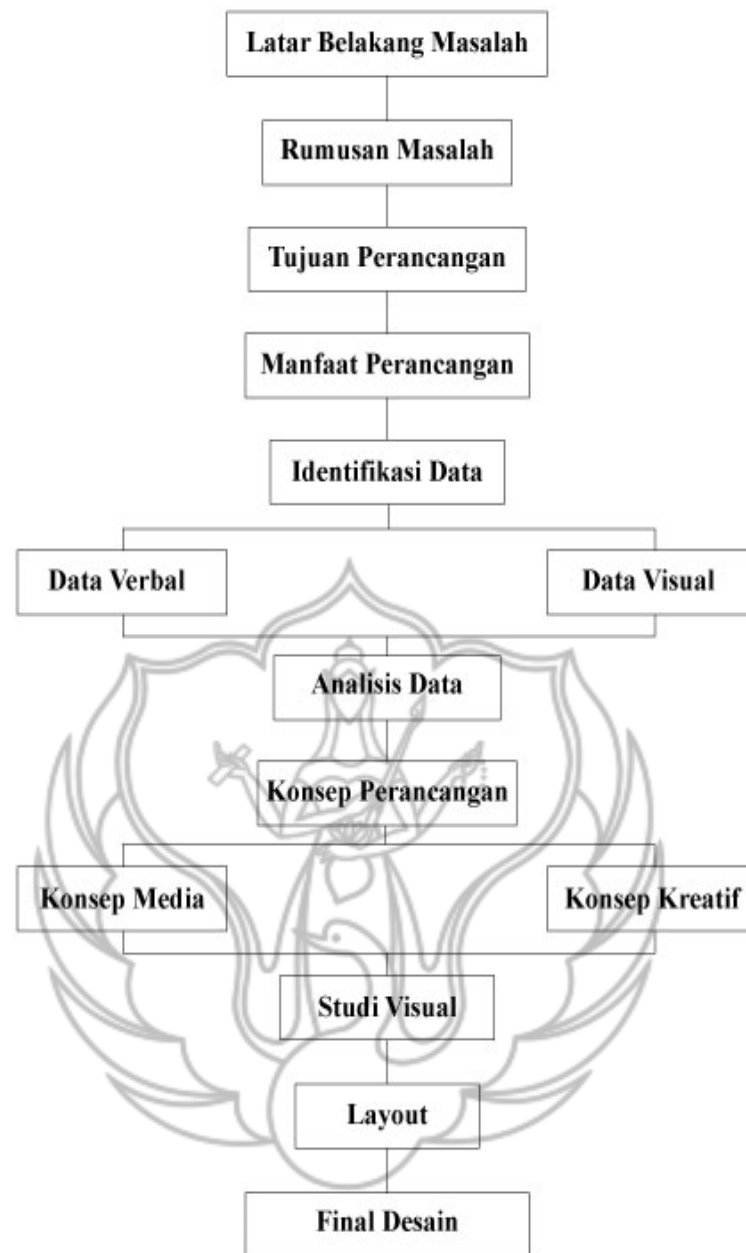 Latar Belakang Masalah
Rumusan Masalah
Tujuan Perancangan
Manfaat Perancangan
Identifikasi Data
Data Verbal
Data Visual
Analisis Data
Konsep Perancangan
Konsep Media
Konsep Kreatif
Studi Visual
Layout
Final Desain